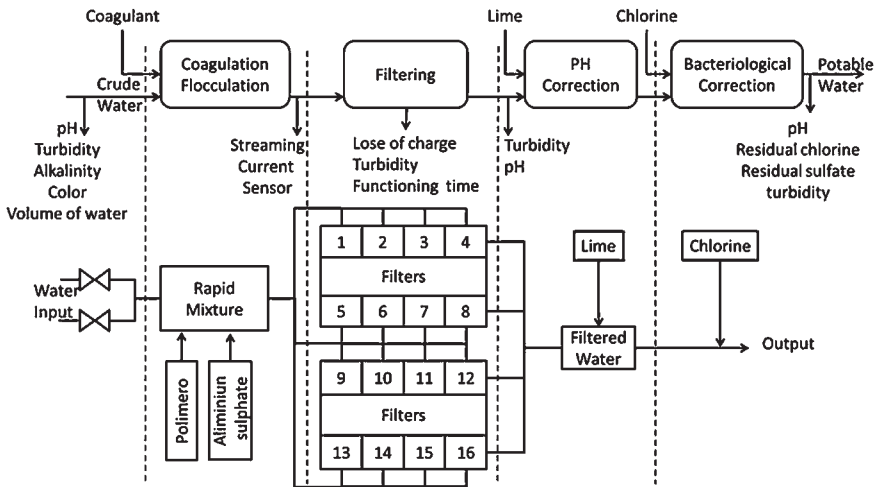 Coagulant
Lime
Chlorine
Crude
Water
Coagulation
Flocculation
Filtering
PH
Correction
Bacteriological
Correction
Potable
Water
pH
Turbidity
Alkalinity
Color
Volume of water
Streaming
Current
Sensor
Lose of charge
Turbidity
Functioning time
Turbidity
pH
pH
Residual chlorine
Residual sulfate
turbidity
Water
Input
Rapid
Mixture
Polimero
Aliminiun
sulphate
1 2 3 4
Filters
5 6 7 8
9 10 11 12
Filters
13 14 15 16
Lime
Filtered
Water
Chlorine
Output